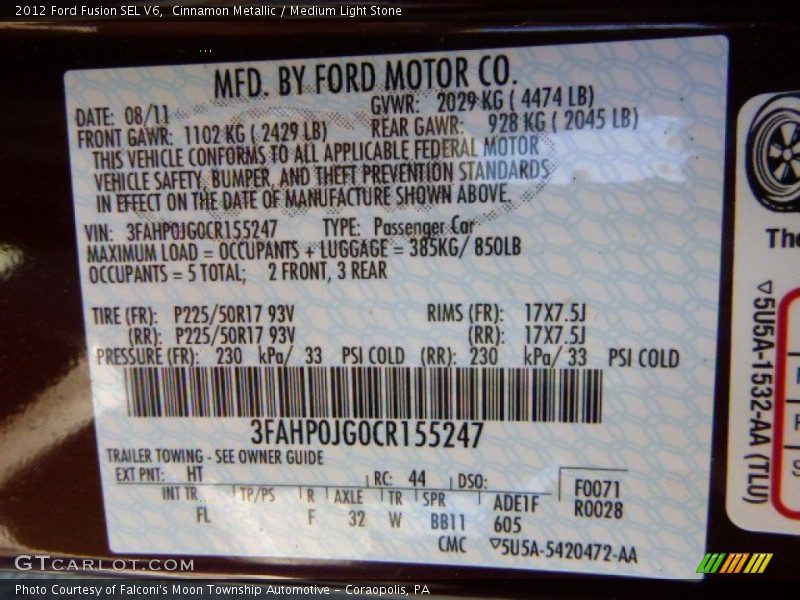 2012 Ford Fusion SEL V6,  Cinnamon Metallic / Medium Light Stone
MFD. BY FORD MOTOR CO.
DATE: 08/11
GVWR: 2029 KG ( 4474 LB)
FRONT GAWR: 1102 KG ( 2429 LB)
REAR GAWR: 928 KG ( 2045 LB)
THIS VEHICLE CONFORMS TO ALL APPLICABLE FEDERAL MOTOR
VEHICLE SAFETY, BUMPER, AND THEFT PREVENTION STANDARDS
IN EFFECT ON THE DATE OF MANUFACTURE SHOWN ABOVE.
VIN: 3FAHP0JG0CR155247 TYPE: Passenger Car
MAXIMUM LOAD = OCCUPANTS + LUGGAGE = 385KG/ 850LB
OCCUPANTS = 5 TOTAL; 2 FRONT, 3 REAR
TIRE (FR): P225/50R17 93V RIMS (FR): 17X7.5J
(RR): P225/50R17 93V (RR): 17X7.5J
PRESSURE (FR): 230 kPa/ 33 PSI COLD (RR): 230 kPa/ 33 PSI COLD
3FAHP0JG0CR155247
TRAILER TOWING - SEE OWNER GUIDE
EXT PNT: HT RC: 44 DSO:
INT TR TP/PS R AXLE TR SPR ADE1F F0071
FL F 32 W BB11 605 R0028
CMC ▽5U5A-5420472-AA
The
▽5U5A-1532-AA (TLU)
GTCarLot.com
Photo Courtesy of Falconi's Moon Township Automotive - Coraopolis, PA